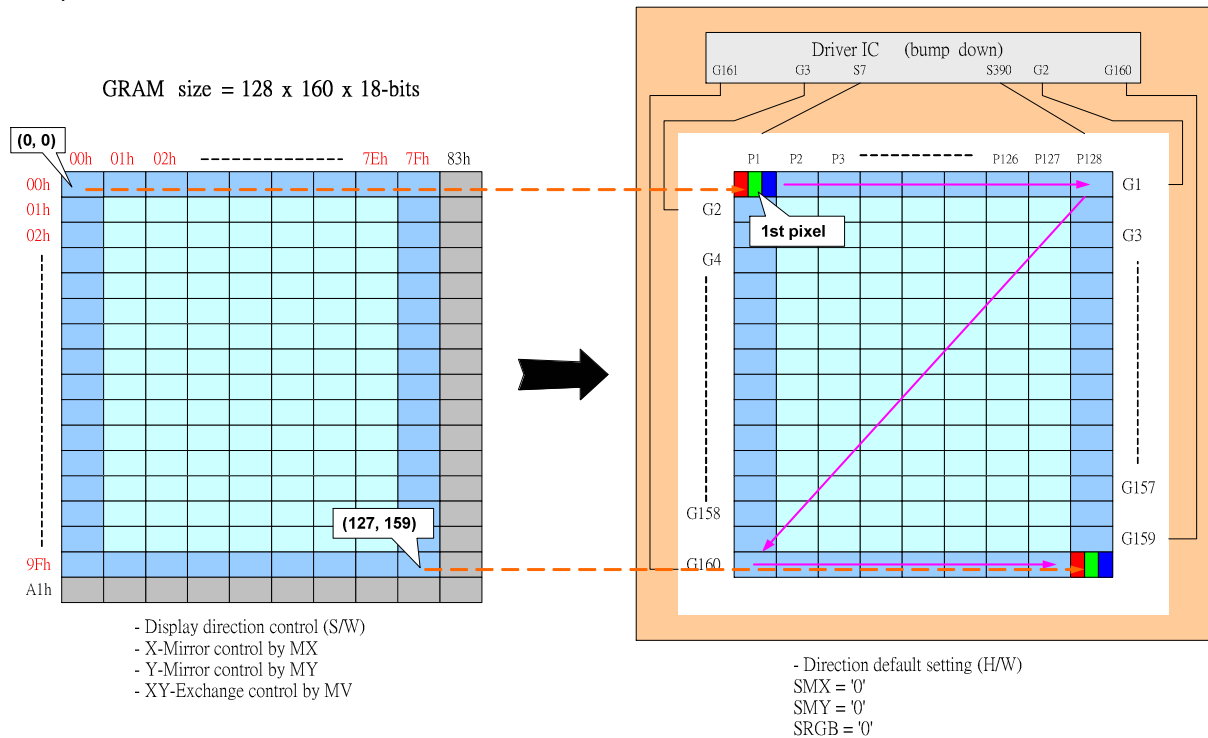 GRAM size = 128 x 160 x 18-bits
(0, 0)
00h 01h 02h 7Eh 7Fh 83h
00h
01h
02h
(127, 159)
9Fh
A1h
- Display direction control (S/W)
- X-Mirror control by MX
- Y-Mirror control by MY
- XY-Exchange control by MV
Driver IC (bump down)
G161 G3 S7 S390 G2 G160
P1 P2 P3 P126 P127 P128
G1
G2
1st pixel
G3
G4
G157
G158
G159
G160
- Direction default setting (H/W)
SMX = '0'
SMY = '0'
SRGB = '0'